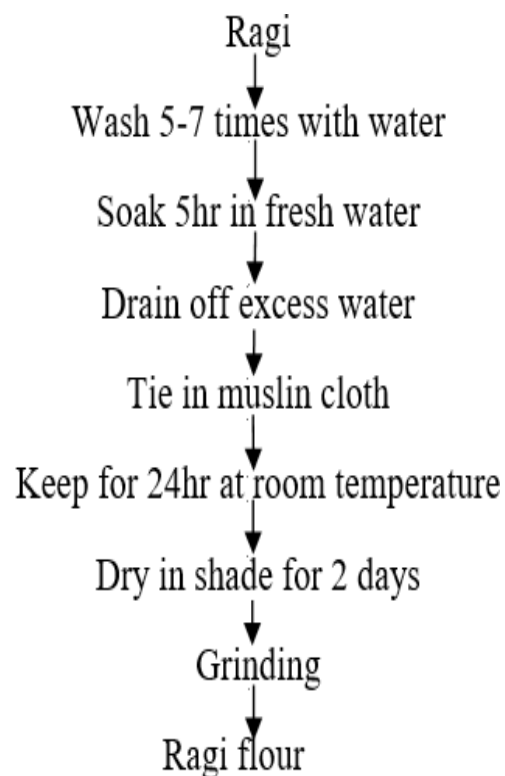 Ragi
Wash 5-7 times with water
Soak 5hr in fresh water
Drain off excess water
Tie in muslin cloth
Keep for 24hr at room temperature
Dry in shade for 2 days
Grinding
Ragi flour